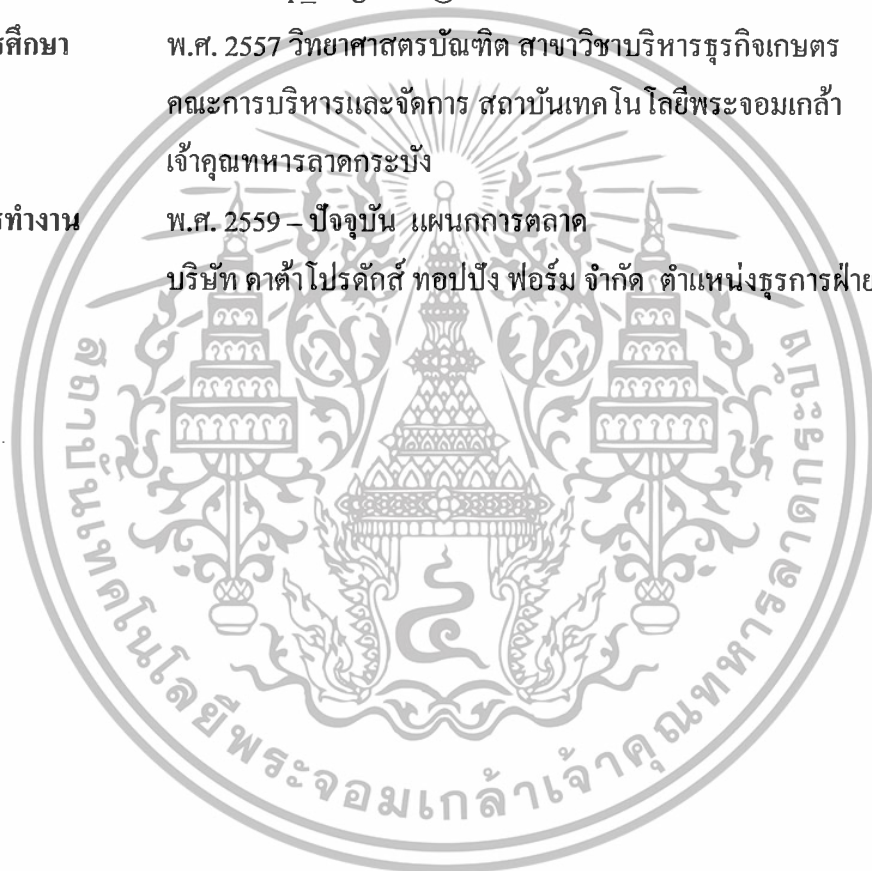 ศึกษา พ.ศ. 2557 วิทยาศาสตรบัณฑิต สาขาวิชาบริหารธุรกิจเกษตร
คณะการบริหารและจัดการ สถาบันเทคโนโลยีพระจอมเกล้า
เจ้าคุณทหารลาดกระบัง
ทำงาน พ.ศ. 2559 – ปัจจุบัน แผนกการตลาด
บริษัท ดาต้าโปรดักส์ ทอปปัง ฟอร์ม จำกัด ตำแหน่งธุรการฝ่าย
สถาบันเทคโนโลยีพระจอมเกล้าเจ้าคุณทหารลาดกระบัง